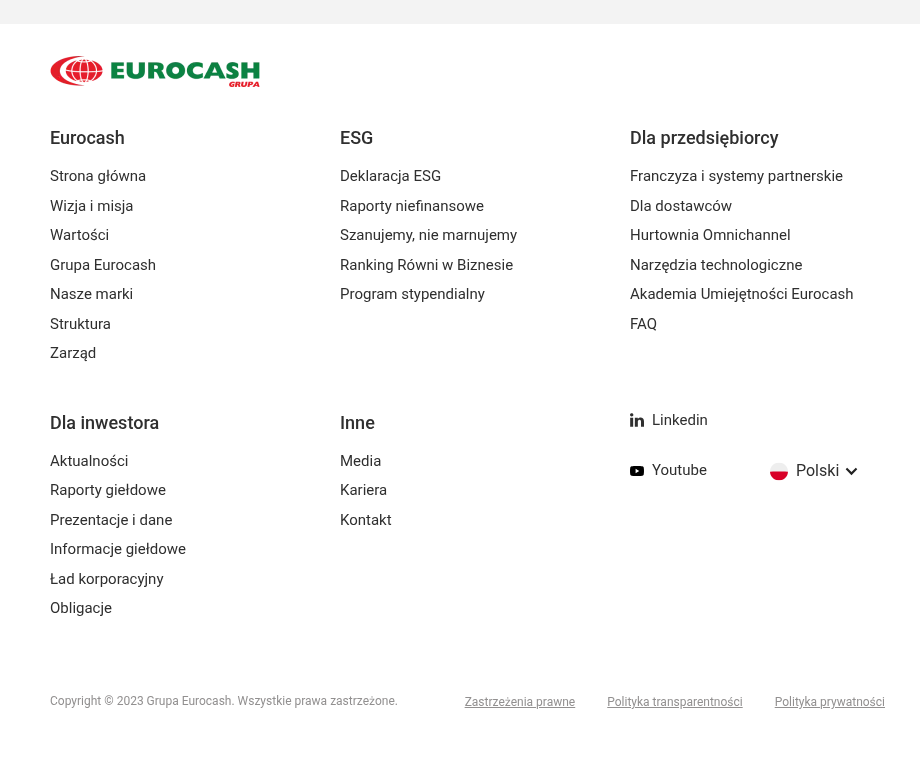 EUROCASH
GRUPA
Eurocash
Strona główna
Wizja i misja
Wartości
Grupa Eurocash
Nasze marki
Struktura
Zarząd
ESG
Deklaracja ESG
Raporty niefinansowe
Szanujemy, nie marnujemy
Ranking Równi w Biznesie
Program stypendialny
Dla przedsiębiorcy
Franczyza i systemy partnerskie
Dla dostawców
Hurtownia Omnichannel
Narzędzia technologiczne
Akademia Umiejętności Eurocash
FAQ
Dla inwestora
Aktualności
Raporty giełdowe
Prezentacje i dane
Informacje giełdowe
Ład korporacyjny
Obligacje
Inne
Media
Kariera
Kontakt
Linkedin
Youtube
Polski
Copyright © 2023 Grupa Eurocash. Wszystkie prawa zastrzeżone.
Zastrzeżenia prawne
Polityka transparentności
Polityka prywatności